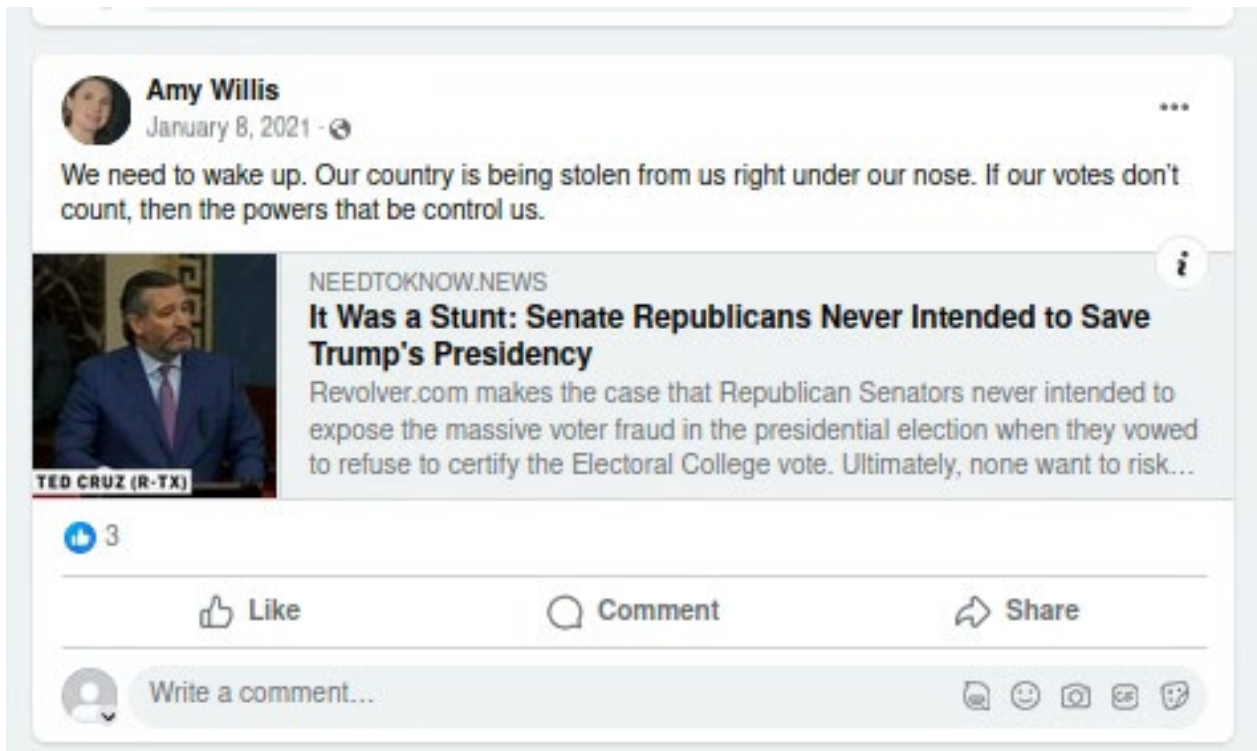 Amy Willis
January 8, 2021 ·
We need to wake up. Our country is being stolen from us right under our nose. If our votes don't
count, then the powers that be control us.
NEEDTOKNOW.NEWS
It Was a Stunt: Senate Republicans Never Intended to Save
Trump's Presidency
Revolver.com makes the case that Republican Senators never intended to
expose the massive voter fraud in the presidential election when they vowed
to refuse to certify the Electoral College vote. Ultimately, none want to risk...
TED CRUZ (R-TX)
3
Like Comment Share
Write a comment...
GIF